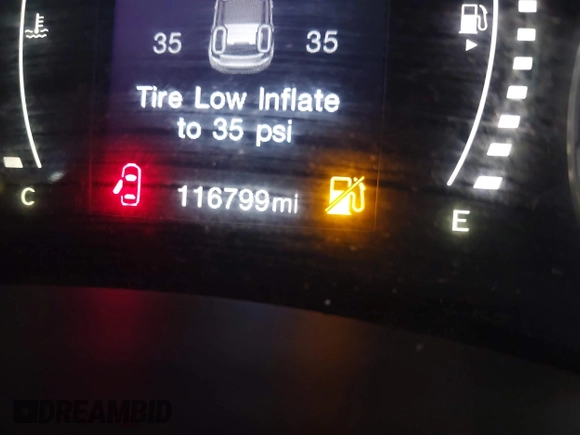 35 35
Tire Low Inflate
to 35 psi
116799mi
C
E
DREAMBID